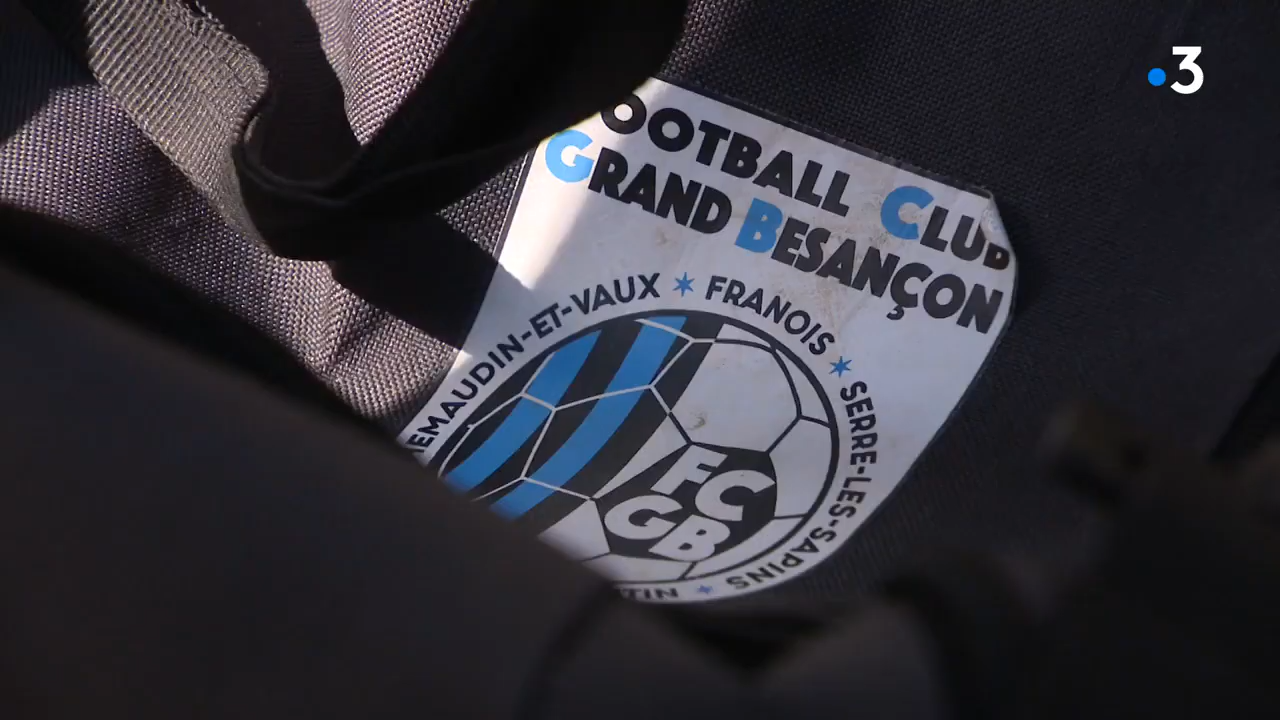 3
OOTBALL CLUB
GRAND BESANÇON
EMAUDIN-ET-VAUX * FRANOIS * SERRE-LES-SAPINS *
FC
GB